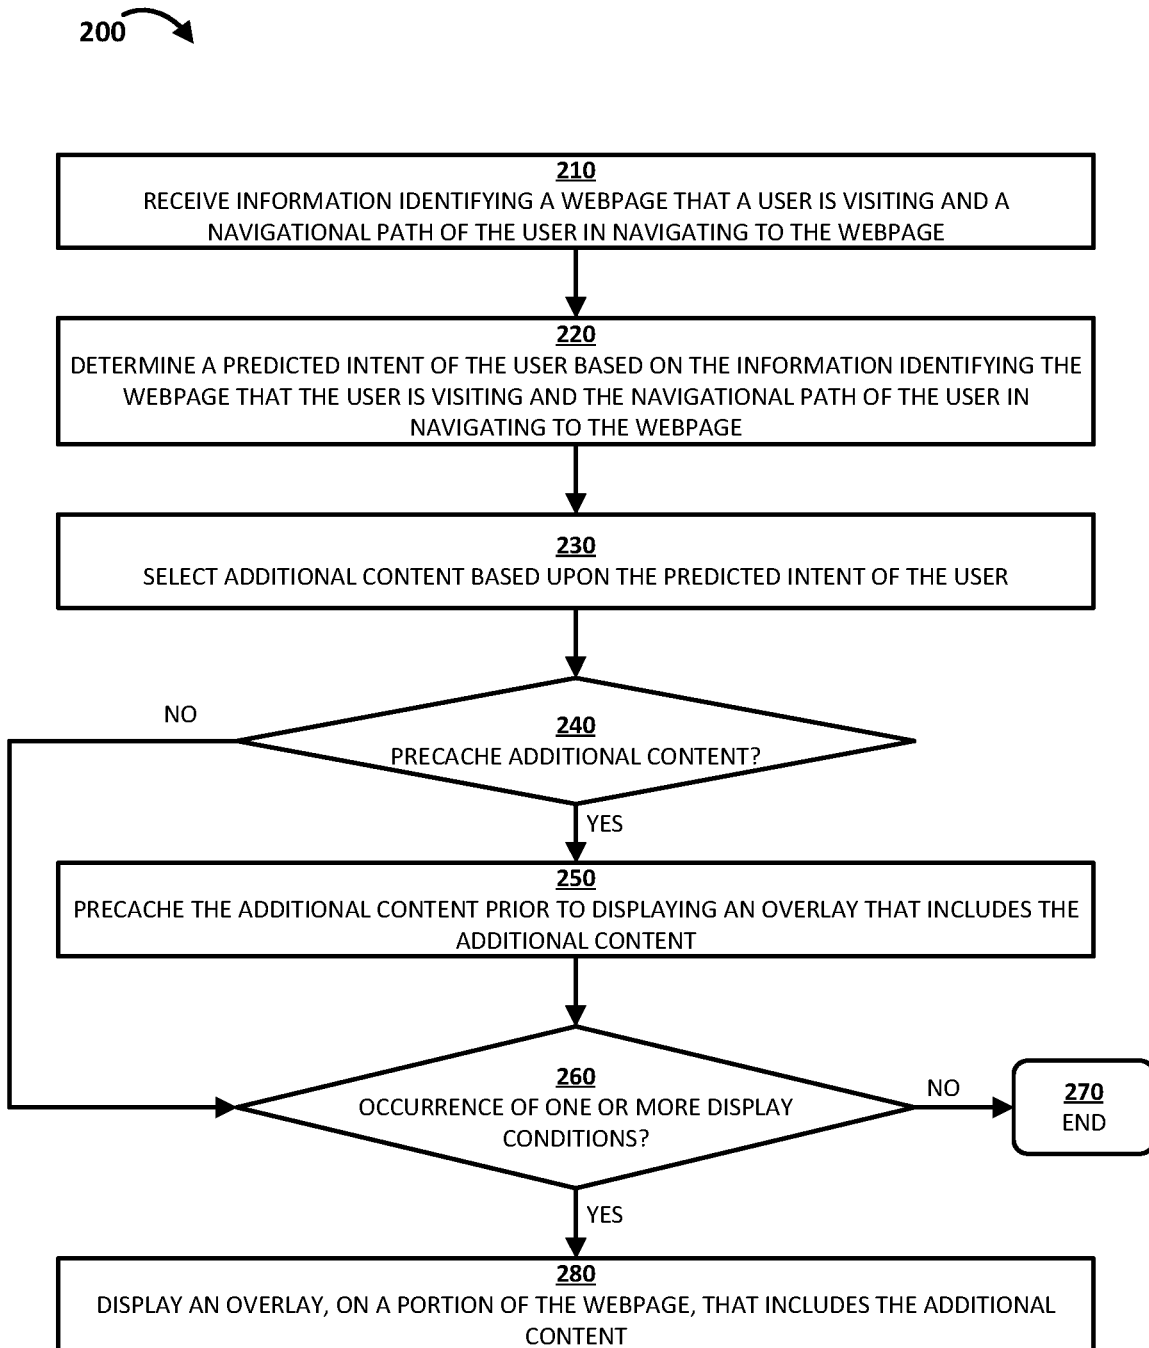 200
210
RECEIVE INFORMATION IDENTIFYING A WEBPAGE THAT A USER IS VISITING AND A
NAVIGATIONAL PATH OF THE USER IN NAVIGATING TO THE WEBPAGE
220
DETERMINE A PREDICTED INTENT OF THE USER BASED ON THE INFORMATION IDENTIFYING THE
WEBPAGE THAT THE USER IS VISITING AND THE NAVIGATIONAL PATH OF THE USER IN
NAVIGATING TO THE WEBPAGE
230
SELECT ADDITIONAL CONTENT BASED UPON THE PREDICTED INTENT OF THE USER
NO
240
PRECACHE ADDITIONAL CONTENT?
YES
250
PRECACHE THE ADDITIONAL CONTENT PRIOR TO DISPLAYING AN OVERLAY THAT INCLUDES THE
ADDITIONAL CONTENT
260
OCCURRENCE OF ONE OR MORE DISPLAY
CONDITIONS?
NO
270
END
YES
280
DISPLAY AN OVERLAY, ON A PORTION OF THE WEBPAGE, THAT INCLUDES THE ADDITIONAL
CONTENT